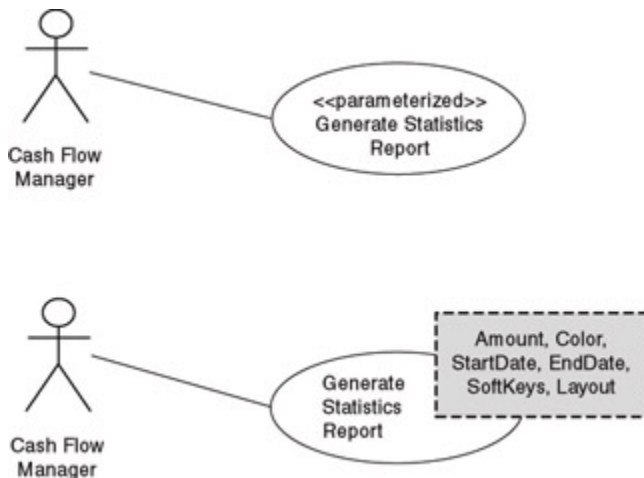 <<parameterized>>
Generate Statistics
Report
Cash Flow
Manager
Amount, Color,
StartDate, EndDate,
SoftKeys, Layout
Generate
Statistics
Report
Cash Flow
Manager